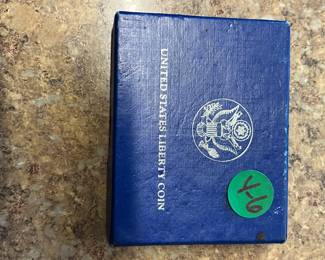 UNITED STATES LIBERTY COIN
46